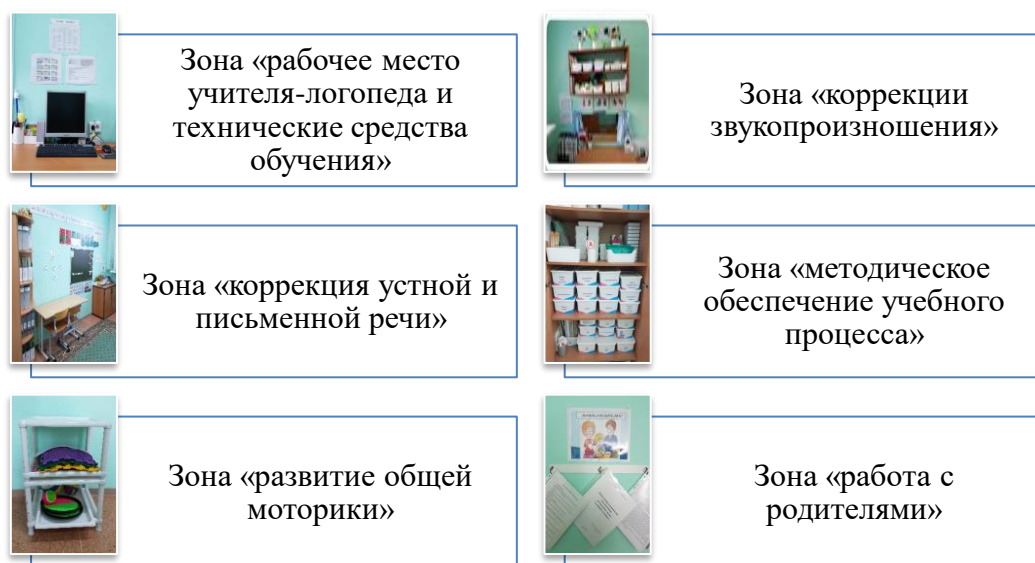 Зона «рабочее место
учителя-логопеда и
технические средства
обучения»
Зона «коррекции
звукопроизношения»
Зона «коррекция устной и
письменной речи»
Зона «методическое
обеспечение учебного
процесса»
Зона «развитие общей
моторики»
Зона «работа с
родителями»